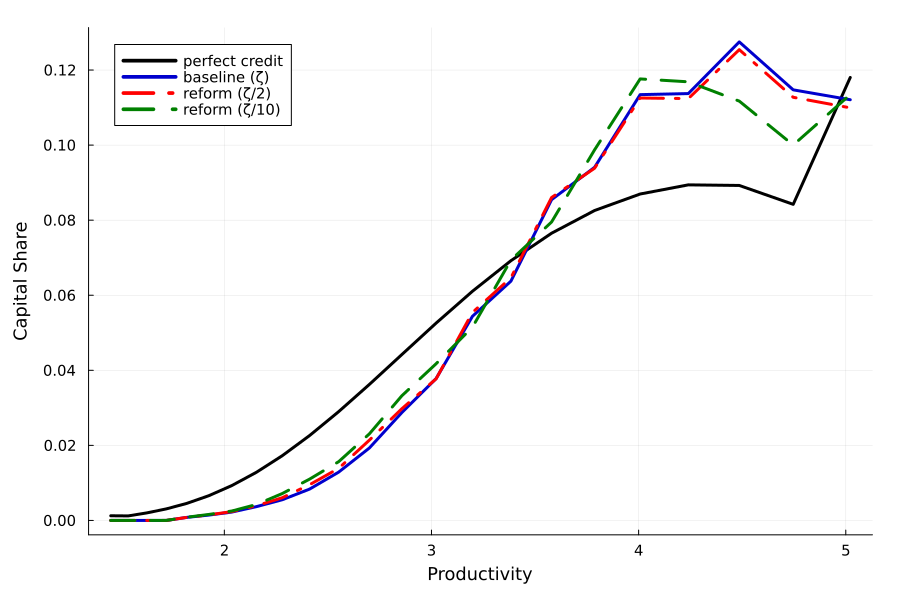 perfect credit
baseline (ζ)
reform (ζ/2)
reform (ζ/10)
0.12
0.10
0.08
0.06
0.04
0.02
0.00
Capital Share
2 3 4 5
Productivity